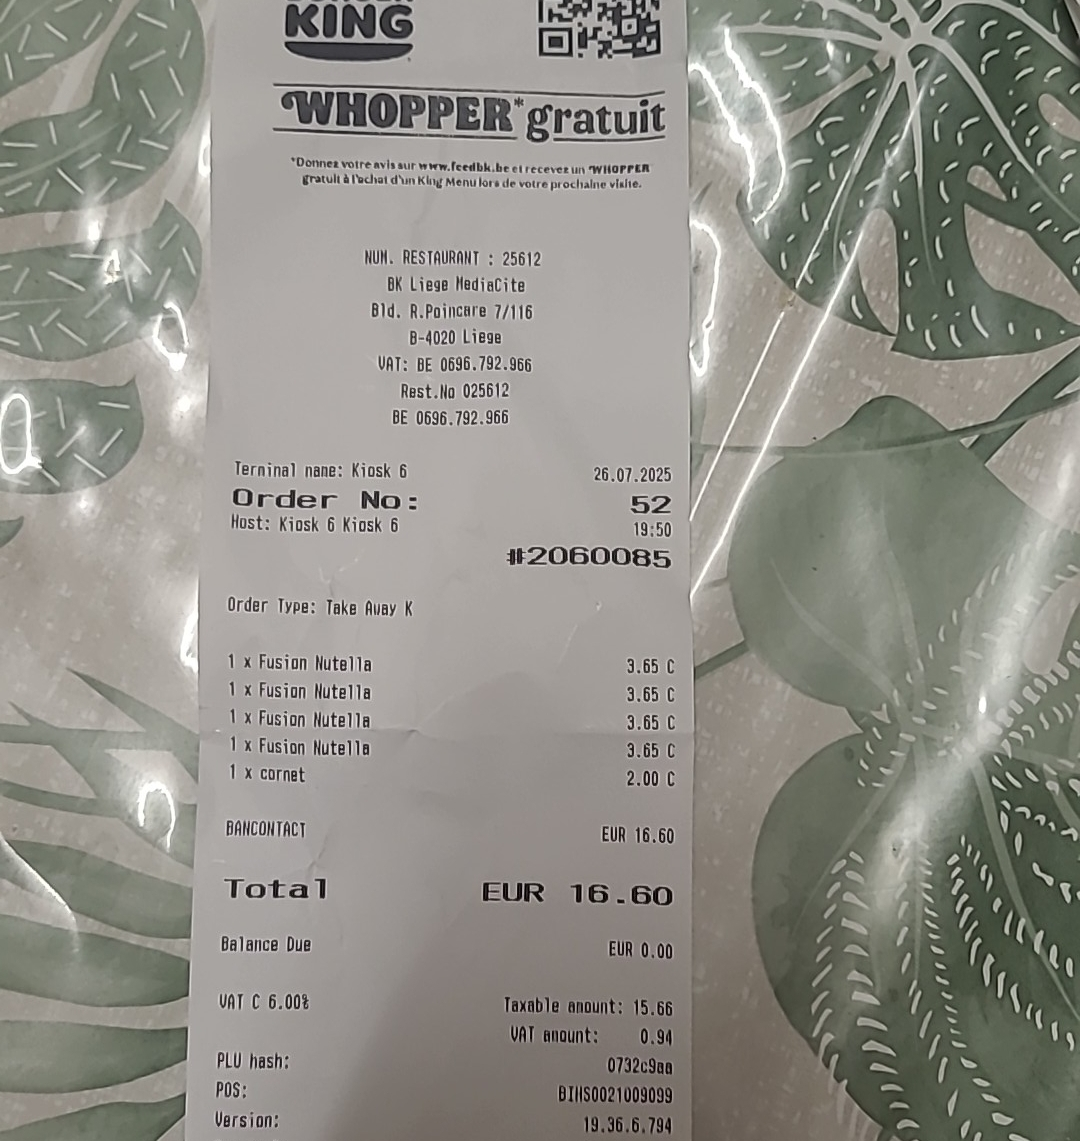 KING
WHOPPER* gratuit
*Donnez votre avis sur www.feedbk.be et recevez un WHOPPER
gratuit à l'achat d'un King Menu lors de votre prochaine visite.
NUM. RESTAURANT : 25612
BK Liege MediaCite
Bld. R.Poincare 7/116
B-4020 Liege
VAT: BE 0696.792.966
Rest.No 025612
BE 0696.792.966
Terminal name: Kiosk 6 26.07.2025
Order No: 52
Host: Kiosk 6 Kiosk 6 19:50
#2060085
Order Type: Take Away K
1 x Fusion Nutella 3.65 C
1 x Fusion Nutella 3.65 C
1 x Fusion Nutella 3.65 C
1 x Fusion Nutella 3.65 C
1 x cornet 2.00 C
BANCONTACT EUR 16.60
Total EUR 16.60
Balance Due EUR 0.00
VAT C 6.00% Taxable amount: 15.66
VAT amount: 0.94
PLU hash: 0732c9aa
POS: BIHS0021009099
Version: 19.36.6.794